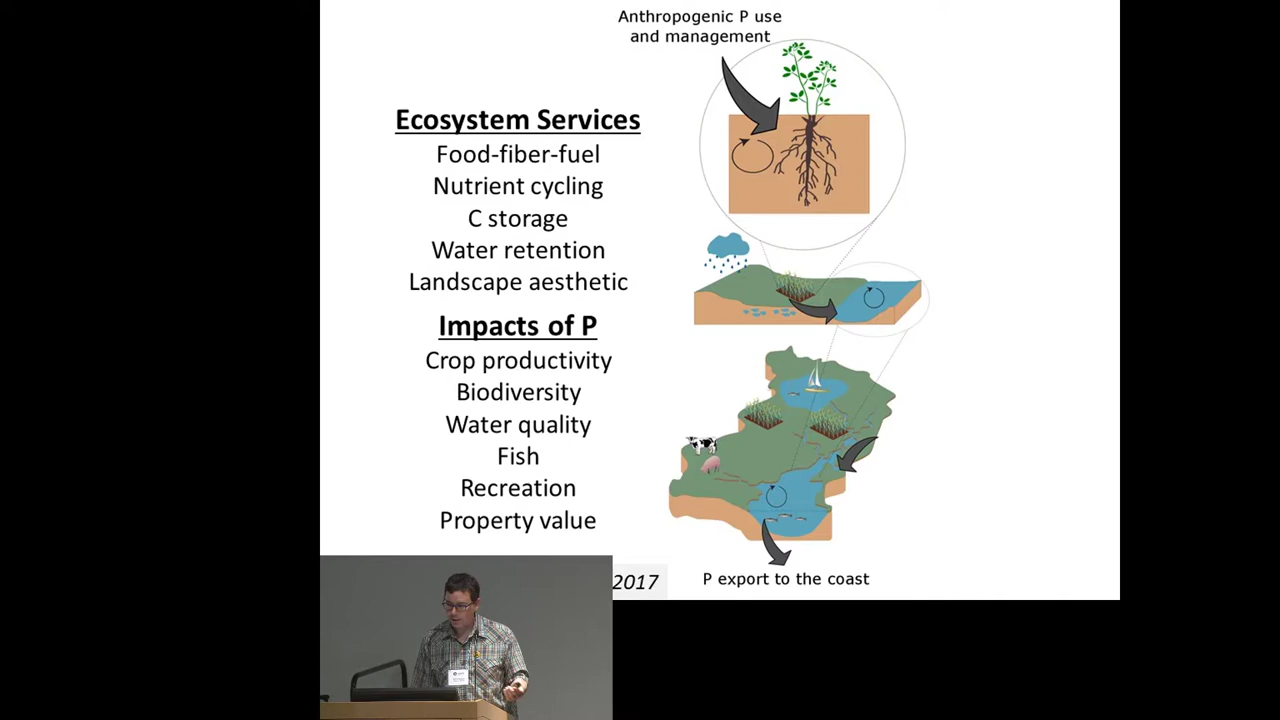 Anthropogenic P use
and management
Ecosystem Services
Food-fiber-fuel
Nutrient cycling
C storage
Water retention
Landscape aesthetic
Impacts of P
Crop productivity
Biodiversity
Water quality
Fish
Recreation
Property value
2017
P export to the coast